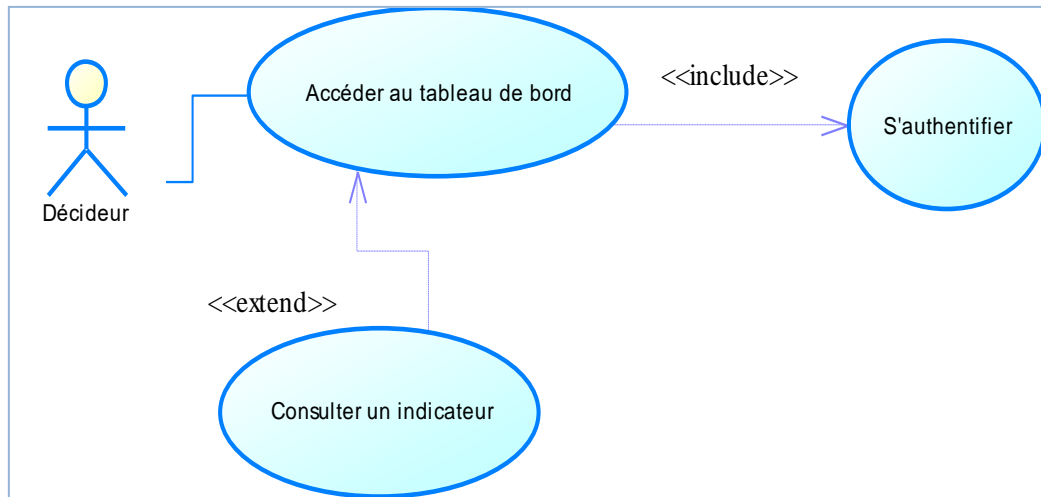 Accéder au tableau de bord
<<include>>
S'authentifier
Décideur
<<extend>>
Consulter un indicateur